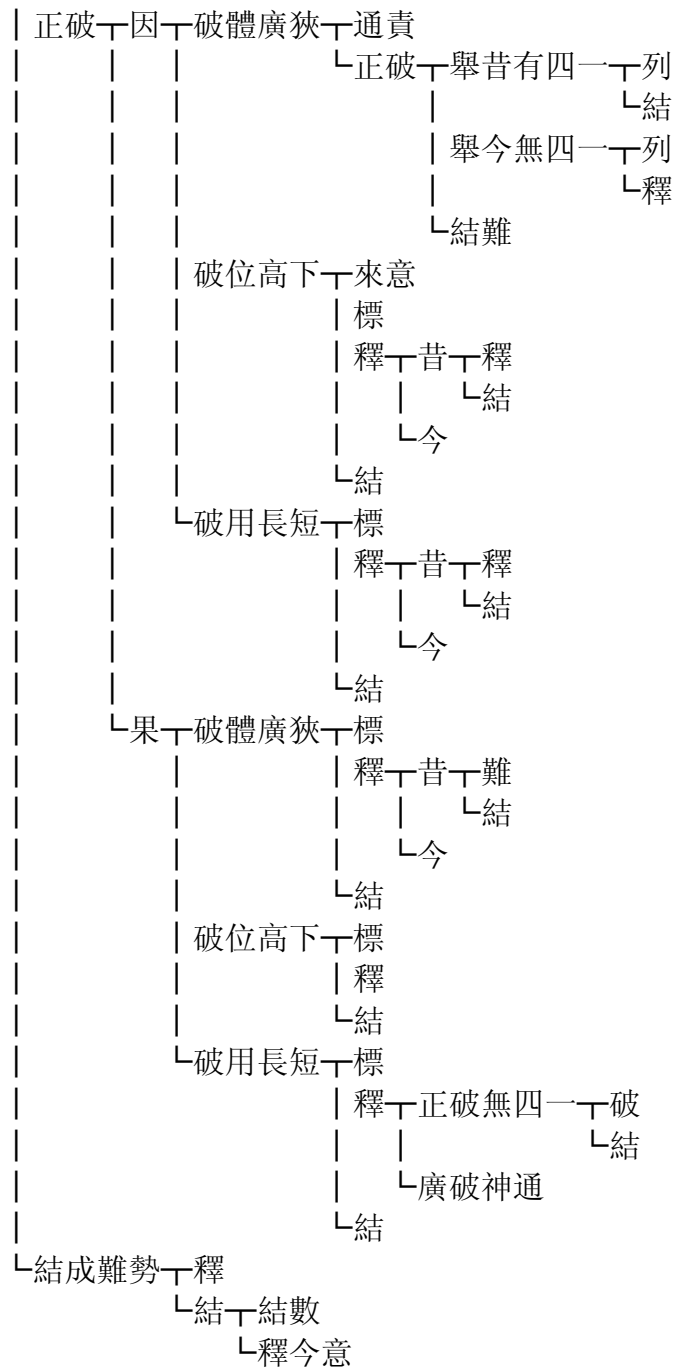 │正破┬因┬破體廣狹┬通責
│　　│　│　　　　└正破┬舉昔有四一┬列
│　　│　│　　　　　　　│　　　　　└結
│　　│　│　　　　　　　│舉今無四一┬列
│　　│　│　　　　　　　│　　　　　└釋
│　　│　│　　　　　　　└結難
│　　│　│破位高下┬來意
│　　│　│　　　　│標
│　　│　│　　　　│釋┬昔┬釋
│　　│　│　　　　│　│　└結
│　　│　│　　　　│　└今
│　　│　│　　　　└結
│　　│　└破用長短┬標
│　　│　　　　　　│釋┬昔┬釋
│　　│　　　　　　│　│　└結
│　　│　　　　　　│　└今
│　　│　　　　　　└結
│　　└果┬破體廣狹┬標
│　　　　│　　　　│釋┬昔┬難
│　　　　│　　　　│　│　└結
│　　　　│　　　　│　└今
│　　　　│　　　　└結
│　　　　│破位高下┬標
│　　　　│　　　　│釋
│　　　　│　　　　└結
│　　　　└破用長短┬標
│　　　　　　　　　│釋┬正破無四一┬破
│　　　　　　　　　│　│　　　　　└結
│　　　　　　　　　│　└廣破神通
│　　　　　　　　　└結
└結成難勢┬釋
　　　　　└結┬結數
　　　　　　　└釋今意